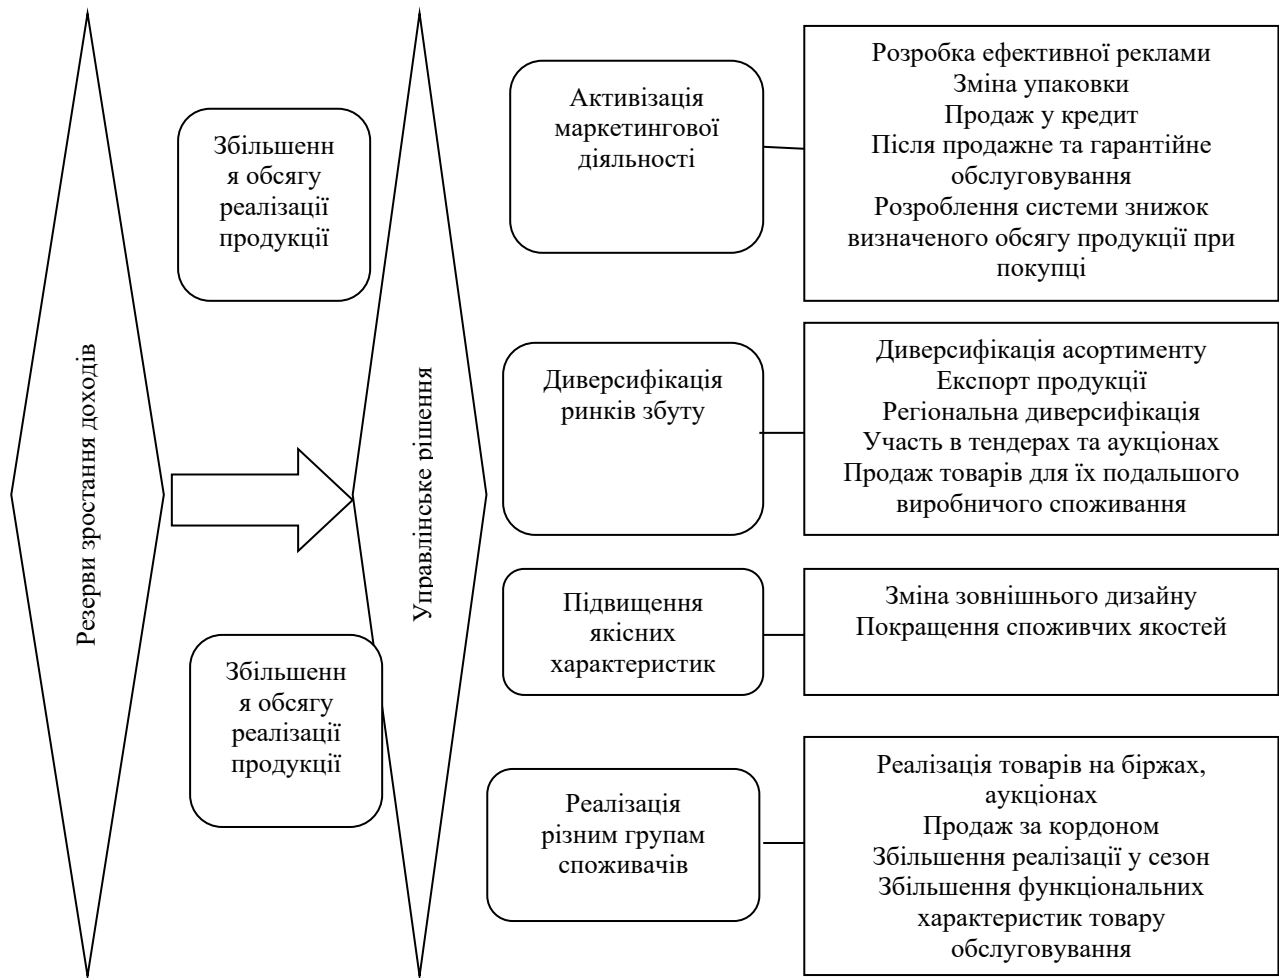 Резерви зростання доходів
Збільшенн
я обсягу
реалізації
продукції
Збільшенн
я обсягу
реалізації
продукції
Управлінське рішення
Активізація
маркетингової
діяльності
Розробка ефективної реклами
Зміна упаковки
Продаж у кредит
Після продажне та гарантійне
обслуговування
Розроблення системи знижок
визначеного обсягу продукції при
покупці
Диверсифікація
ринків збуту
Диверсифікація асортименту
Експорт продукції
Регіональна диверсифікація
Участь в тендерах та аукціонах
Продаж товарів для їх подальшого
виробничого споживання
Підвищення
якісних
характеристик
Зміна зовнішнього дизайну
Покращення споживчих якостей
Реалізація
різним групам
споживачів
Реалізація товарів на біржах,
аукціонах
Продаж за кордоном
Збільшення реалізації у сезон
Збільшення функціональних
характеристик товару
обслуговування